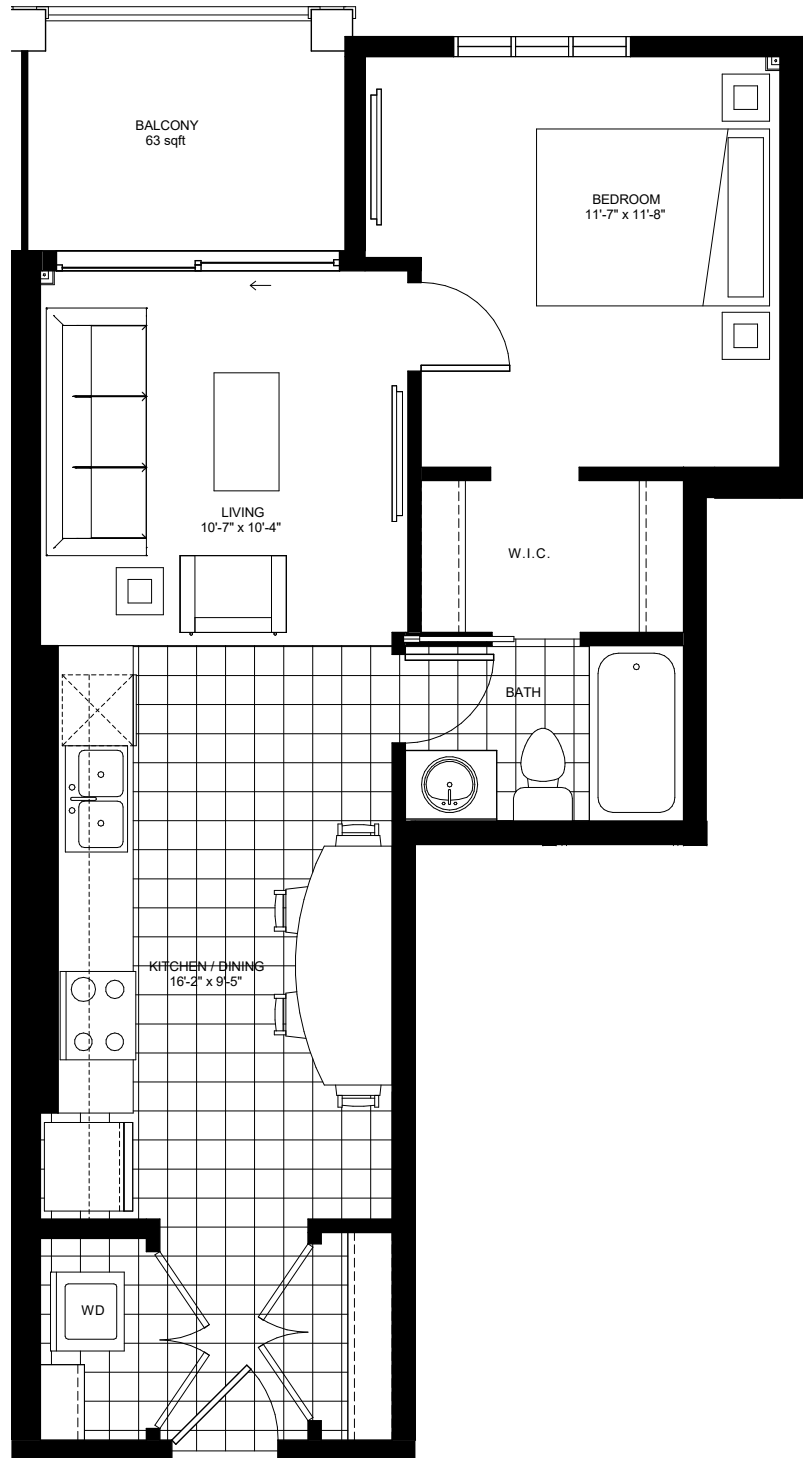 BALCONY
63 sqft
BEDROOM
11'-7" x 11'-8"
LIVING
10'-7" x 10'-4"
W.I.C.
BATH
KITCHEN / DINING
16'-2" x 9'-5"
WD